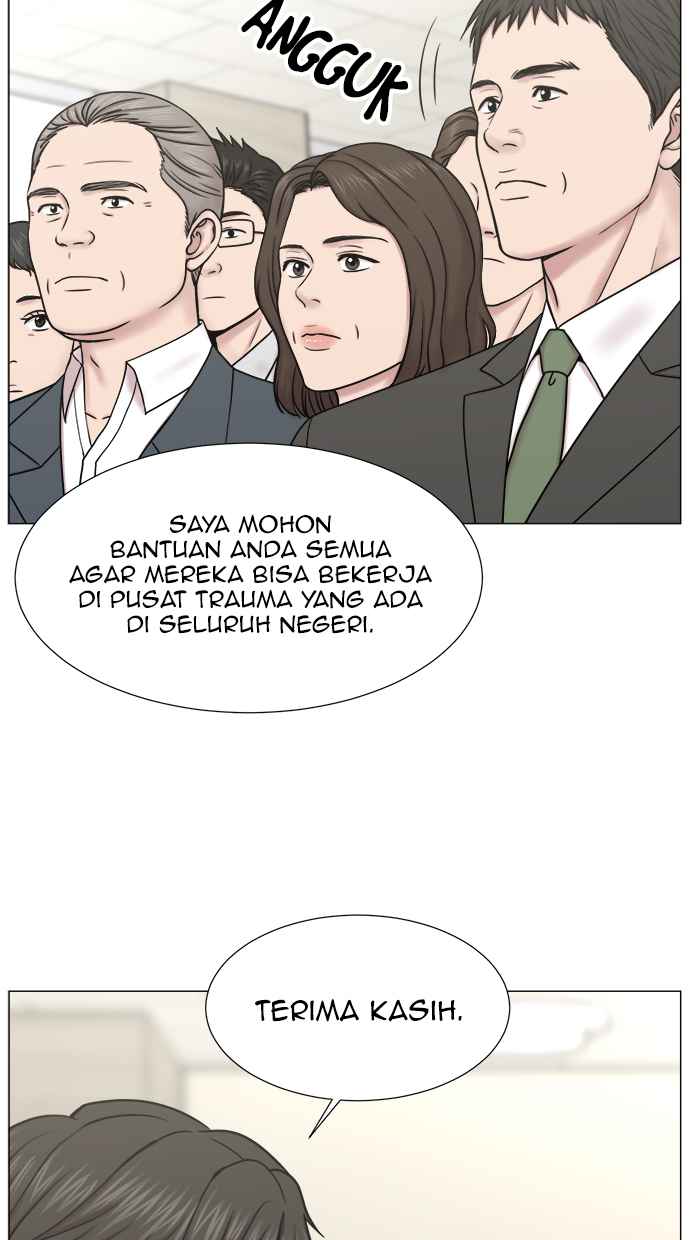 ANGGUK
SAYA MOHON
BANTUAN ANDA SEMUA
AGAR MEREKA BISA BEKERJA
DI PUSAT TRAUMA YANG ADA
DI SELURUH NEGERI.
TERIMA KASIH.